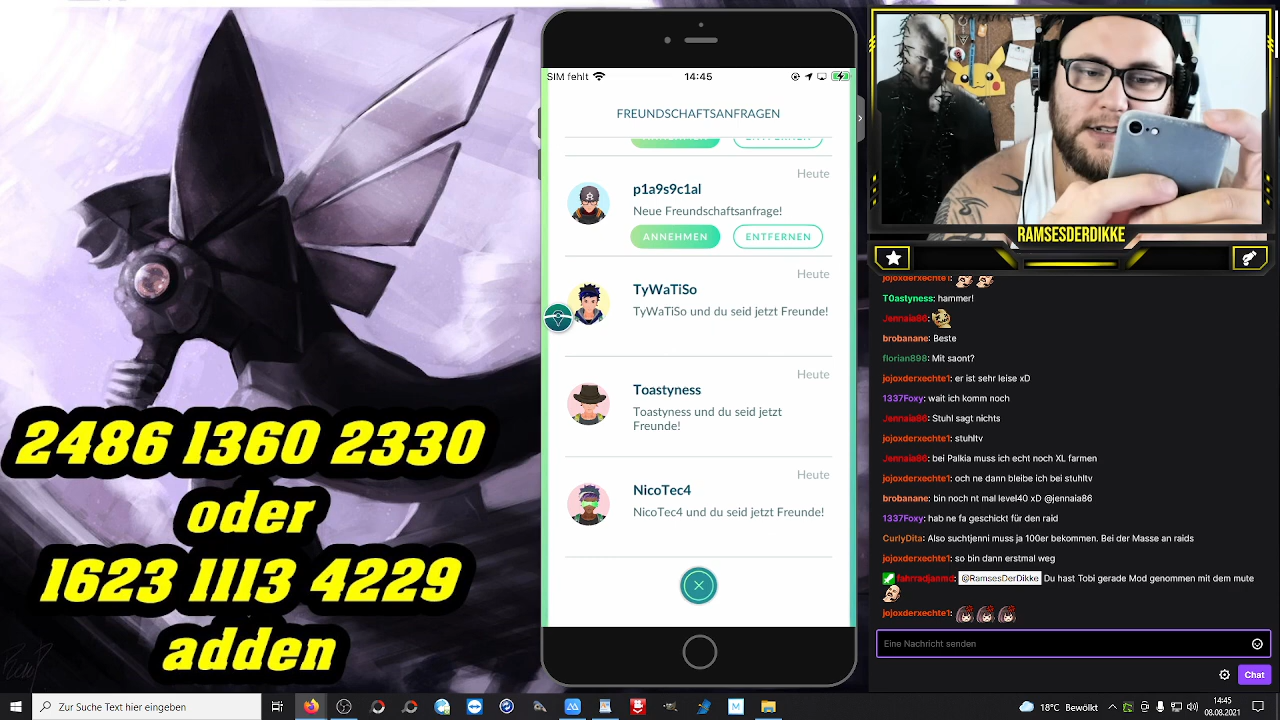 SIM fehlt
14:45
FREUNDSCHAFTSANFRAGEN
Heute
p1a9s9c1al
Neue Freundschaftsanfrage!
ANNEHMEN ENTFERNEN
Heute
TyWaTiSo
TyWaTiSo und du seid jetzt Freunde!
Heute
Toastyness
Toastyness und du seid jetzt
Freunde!
Heute
NicoTec4
NicoTec4 und du seid jetzt Freunde!
2486 1360 2330
oder
1623 1113 4229
adden
RAMSESDERDIKKE
jojoxderxechte1:
T0astyness: hammer!
Jennaia86:
brobanane: Beste
florian898: Mit saont?
jojoxderxechte1: er ist sehr leise xD
1337Foxy: wait ich komm noch
Jennaia86: Stuhl sagt nichts
jojoxderxechte1: stuhltv
Jennaia86: bei Palkia muss ich echt noch XL farmen
jojoxderxechte1: och ne dann bleibe ich bei stuhltv
brobanane: bin noch nt mal level40 xD @jennaia86
1337Foxy: hab ne fa geschickt für den raid
CurlyDita: Also suchtjenni muss ja 100er bekommen. Bei der Masse an raids
jojoxderxechte1: so bin dann erstmal weg
fahrradjanmd: @RamsesDerDikke Du hast Tobi gerade Mod genommen mit dem mute
jojoxderxechte1:
Eine Nachricht senden
Chat
Zur Suche Text hier eingeben
18°C Bewölkt
14:45
08.08.2021